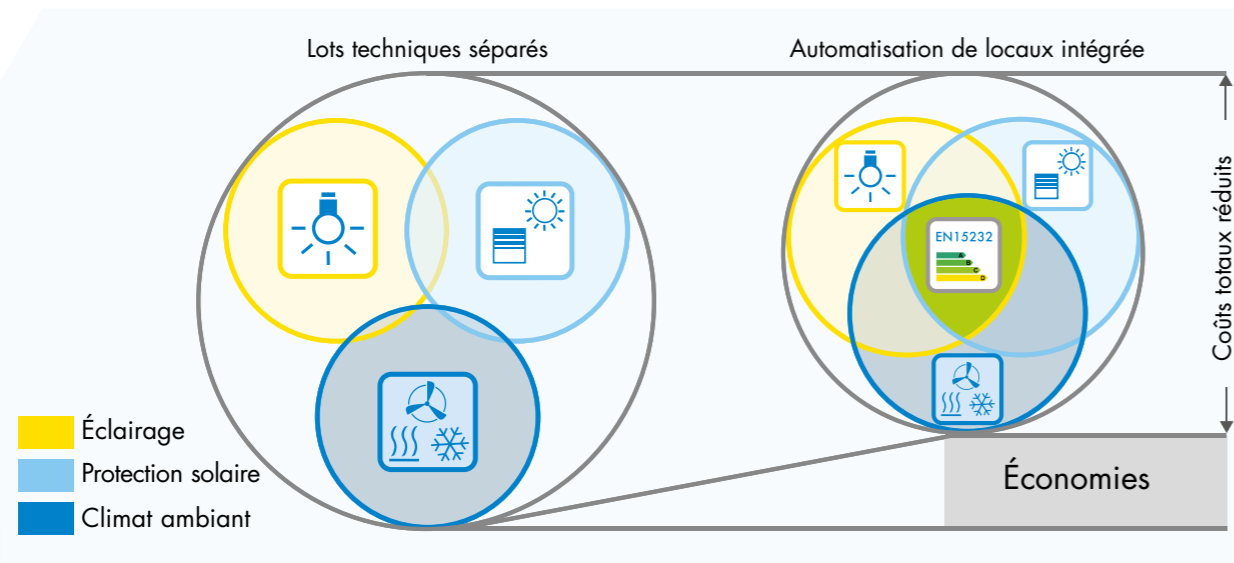 Lots techniques séparés
Automatisation de locaux intégrée
EN15232
A
B
C
D
Coûts totaux réduits
Éclairage
Protection solaire
Climat ambiant
Économies